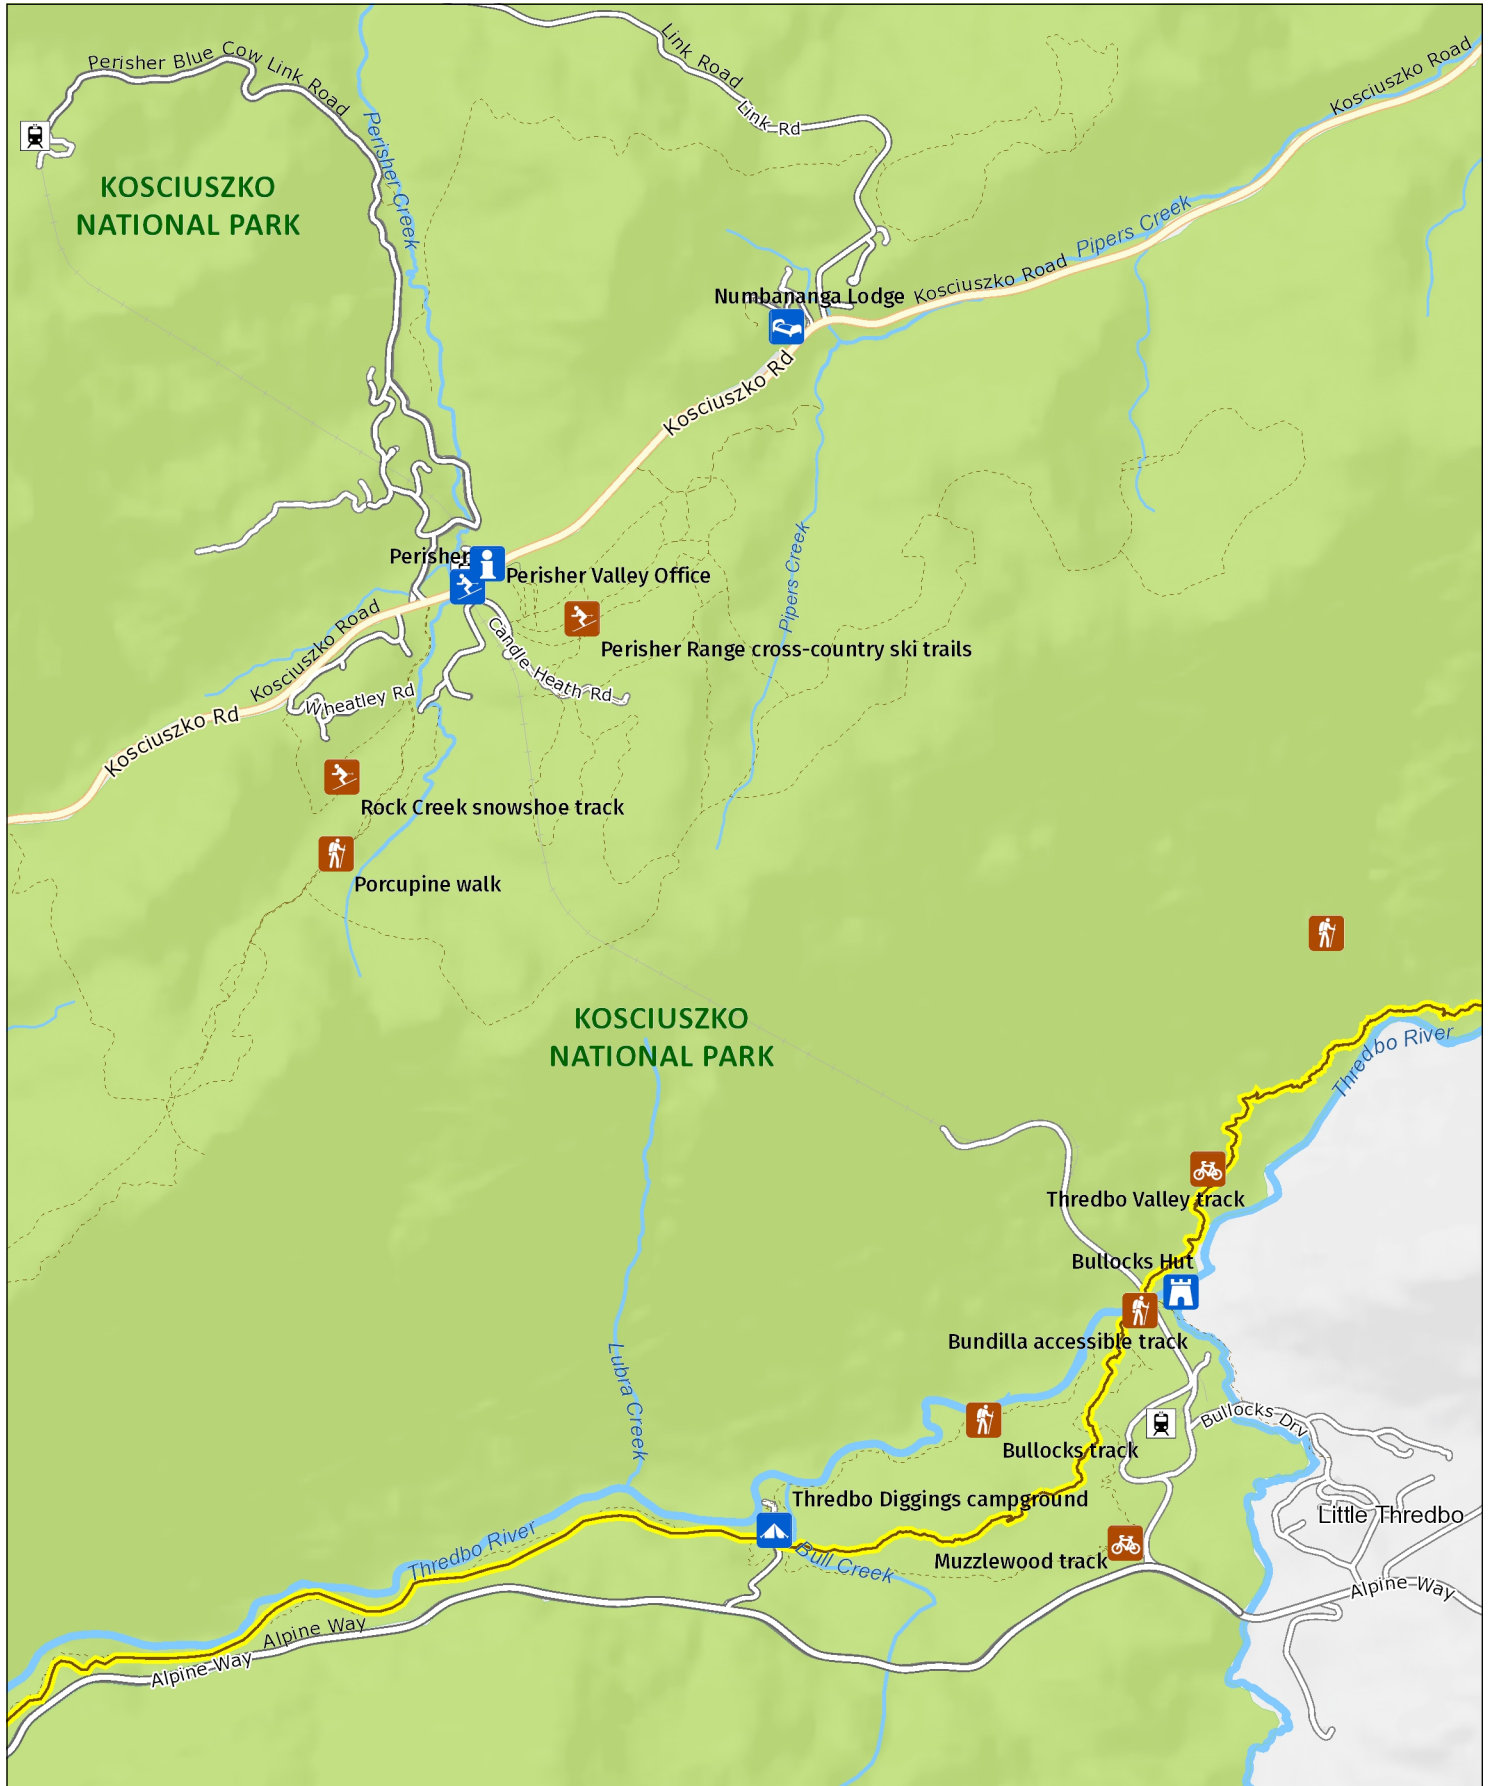 Perisher Blue Cow Link Road
Link Road
Link Rd
Kosciuszko Road
Perisher Creek
KOSCIUSZKO
NATIONAL PARK
Pipers Creek
Kosciuszko Road
Numbananga Lodge
Kosciuszko Rd
Perisher
Perisher Valley Office
Pipers Creek
Kosciuszko Road
Candle Heath Rd
Perisher Range cross-country ski trails
Wheatley Rd
Kosciuszko Rd
Rock Creek snowshoe track
Porcupine walk
KOSCIUSZKO
NATIONAL PARK
Thredbo River
Thredbo Valley track
Bullocks Hut
Bundilla accessible track
Lubra Creek
Bullocks Drv
Bullocks track
Thredbo Diggings campground
Little Thredbo
Thredbo River
Bull Creek
Muzzlewood track
Alpine Way
Alpine Way
Alpine Way